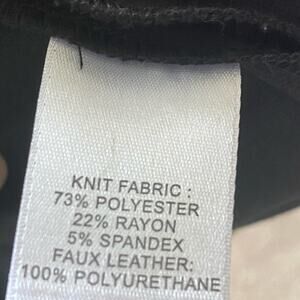 KNIT FABRIC :
73% POLYESTER
22% RAYON
5% SPANDEX
FAUX LEATHER:
100% POLYURETHANE